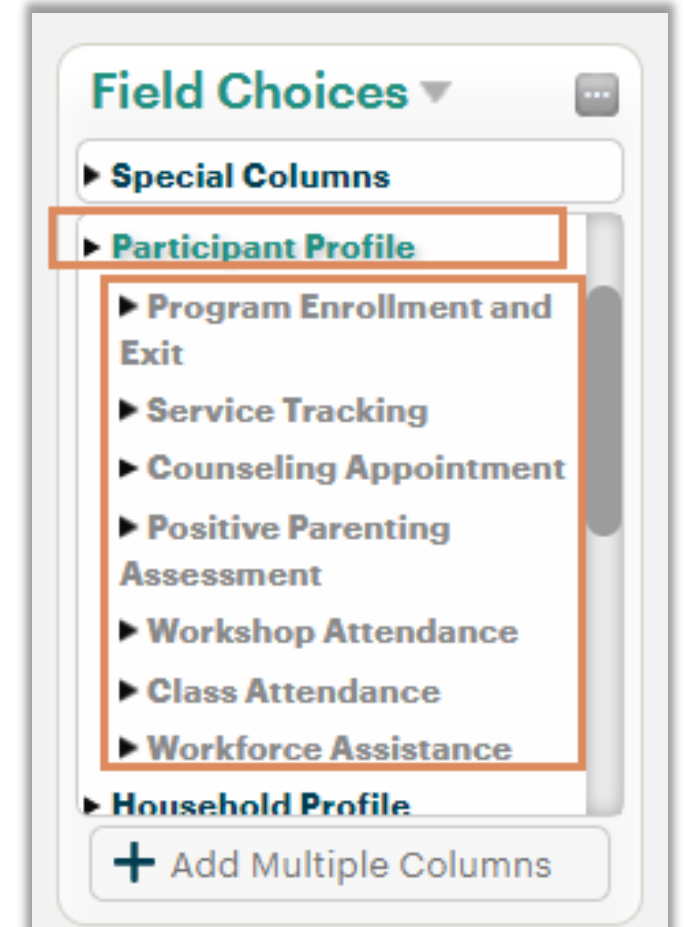 Field Choices
Special Columns
Participant Profile
Program Enrollment and
Exit
Service Tracking
Counseling Appointment
Positive Parenting
Assessment
Workshop Attendance
Class Attendance
Workforce Assistance
Household Profile
+ Add Multiple Columns